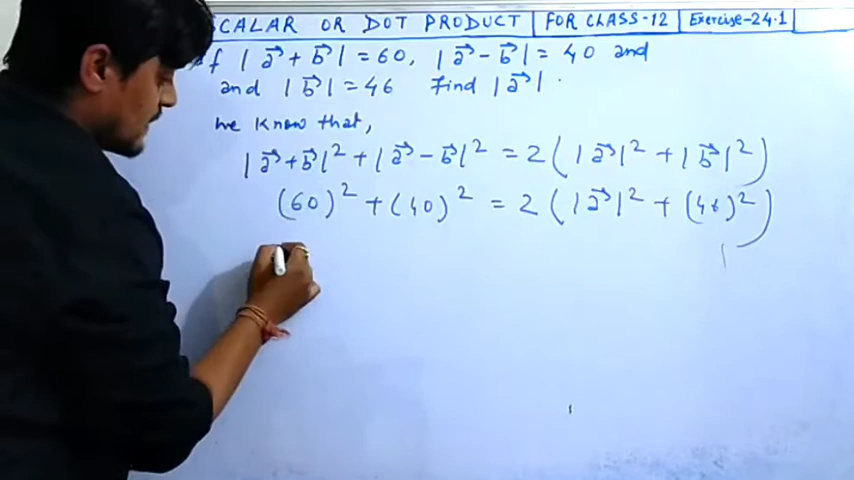 SCALAR OR DOT PRODUCT | FOR CLASS-12 | Exercise-24.1
If |a⃗ + b⃗| = 60, |a⃗ - b⃗| = 40 and
and |b⃗| = 46 Find |a⃗|.
We know that,
|a⃗+b⃗|² + |a⃗-b⃗|² = 2(|a⃗|² + |b⃗|²)
(60)² + (40)² = 2(|a⃗|² + (46)²)